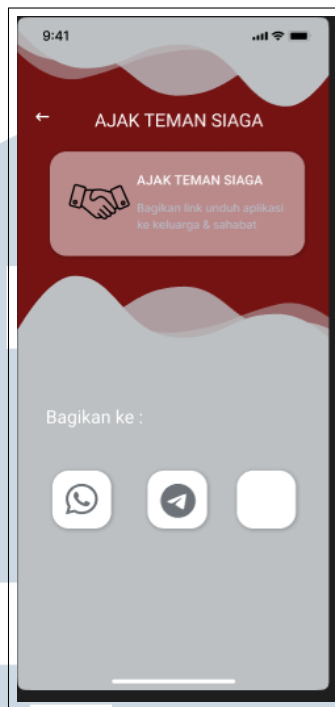 9:41
AJAK TEMAN SIAGA
AJAK TEMAN SIAGA
Bagikan link unduh aplikasi
ke keluarga & sahabat
Bagikan ke :